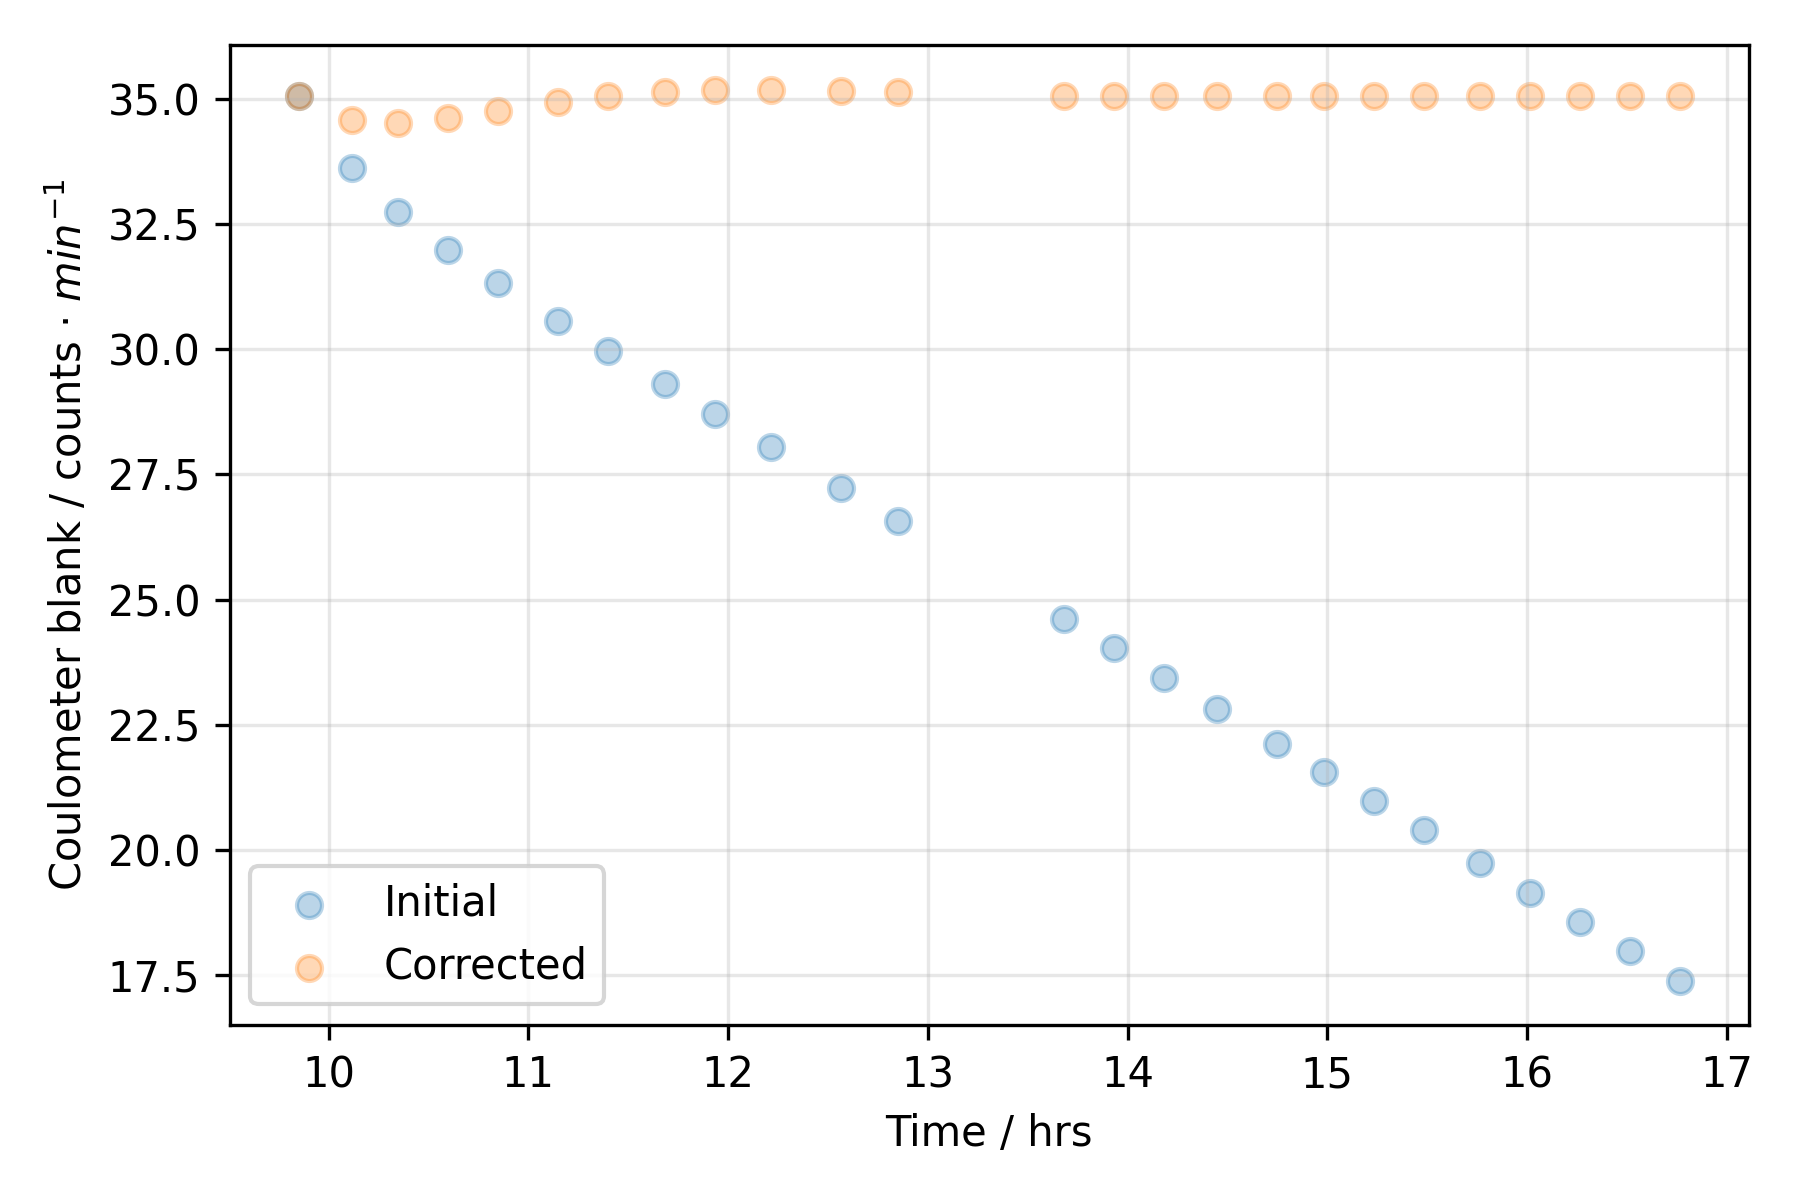 35.0
32.5
30.0
27.5
25.0
22.5
20.0
17.5
Coulometer blank / counts · min⁻¹
Initial
Corrected
10 11 12 13 14 15 16 17
Time / hrs